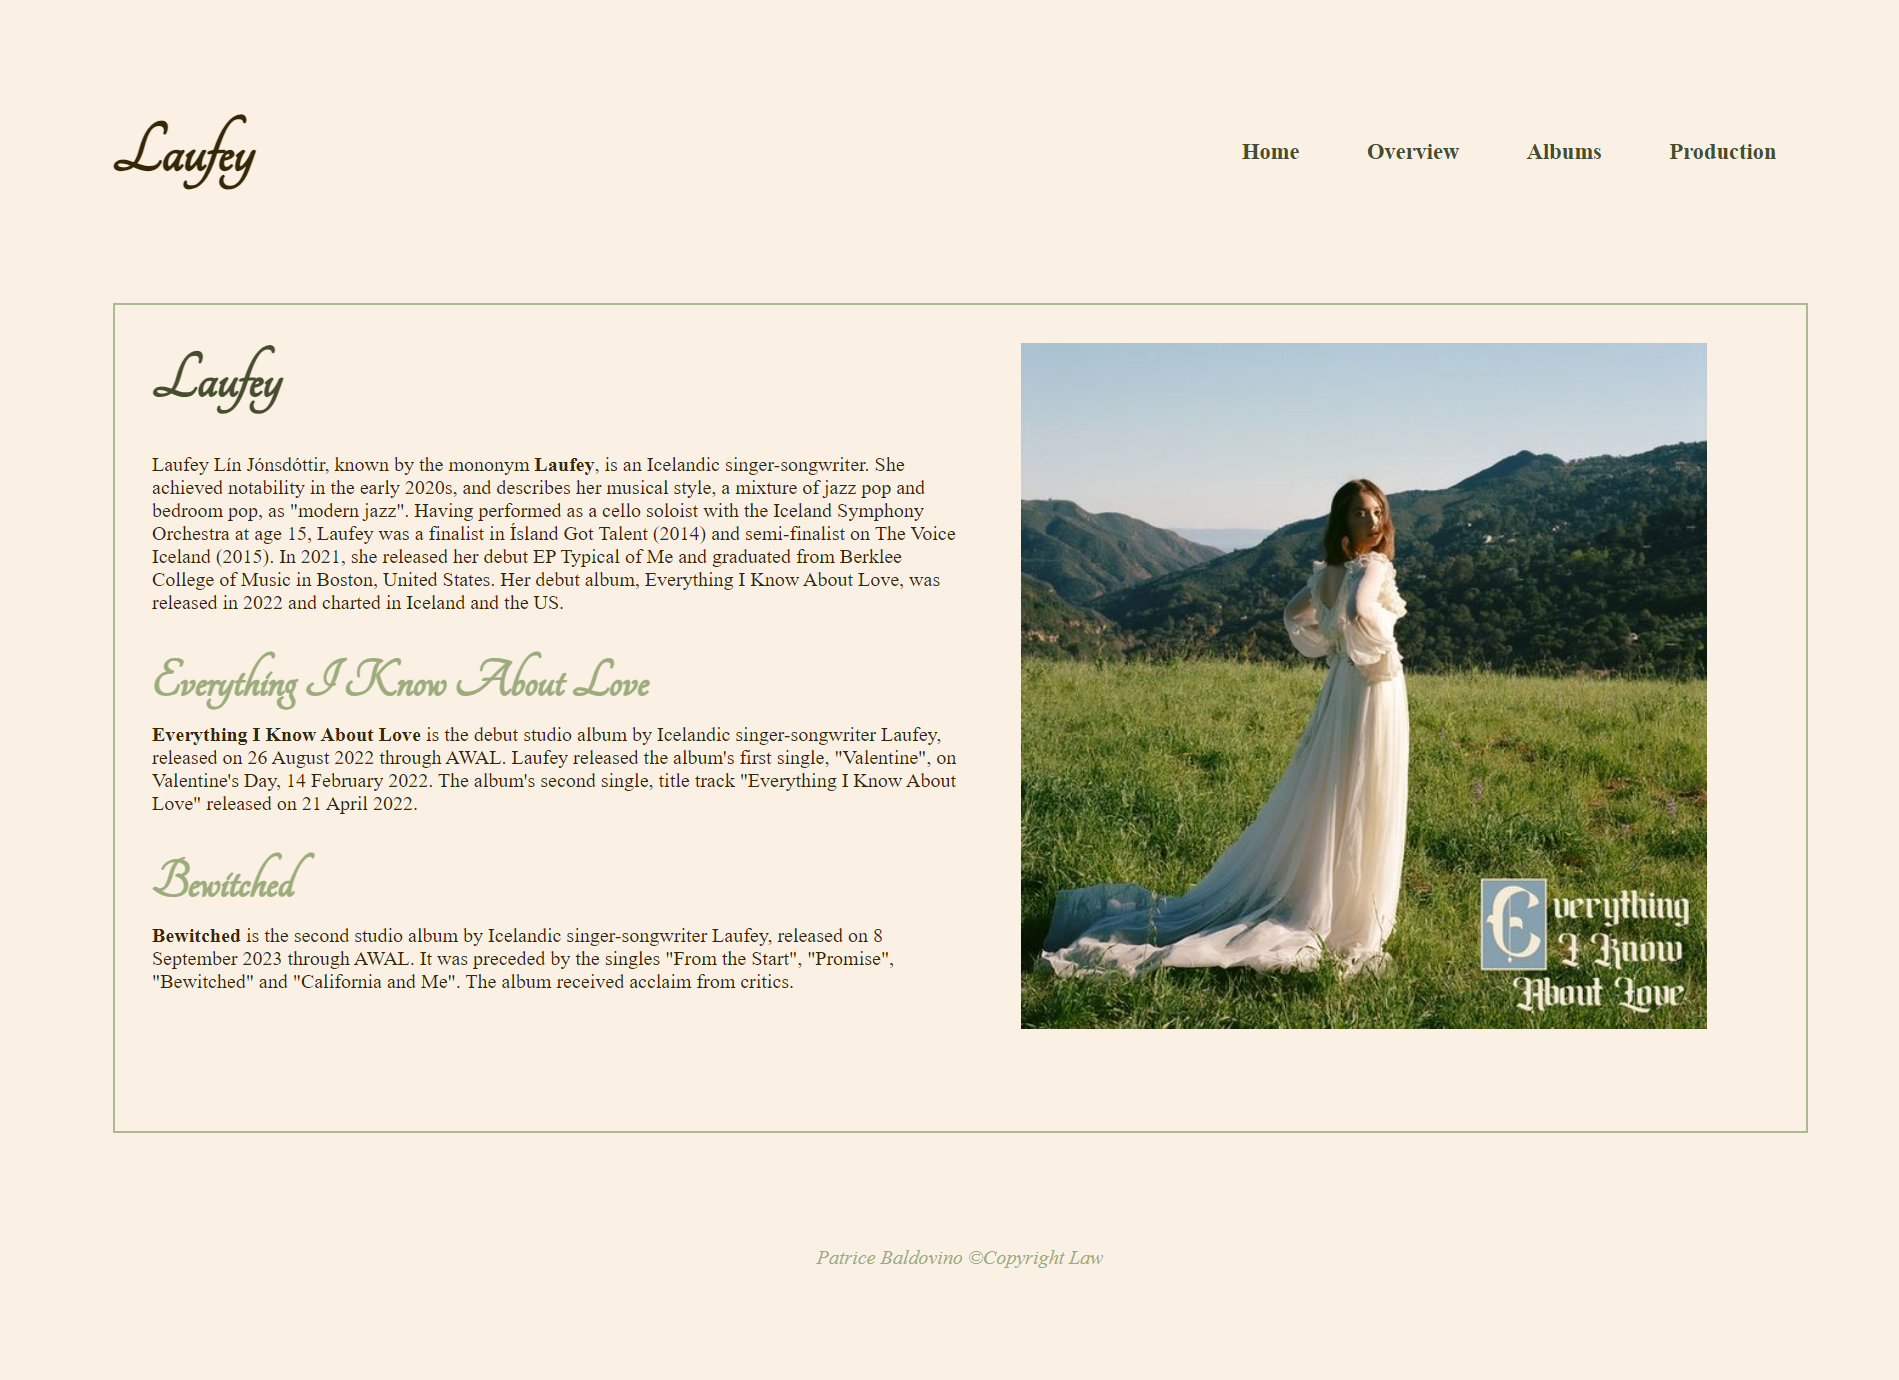 Laufey
Home Overview Albums Production
Laufey
Laufey Lín Jónsdóttir, known by the mononym Laufey, is an Icelandic singer-songwriter. She
achieved notability in the early 2020s, and describes her musical style, a mixture of jazz pop and
bedroom pop, as "modern jazz". Having performed as a cello soloist with the Iceland Symphony
Orchestra at age 15, Laufey was a finalist in Ísland Got Talent (2014) and semi-finalist on The Voice
Iceland (2015). In 2021, she released her debut EP Typical of Me and graduated from Berklee
College of Music in Boston, United States. Her debut album, Everything I Know About Love, was
released in 2022 and charted in Iceland and the US.
Everything I Know About Love
Everything I Know About Love is the debut studio album by Icelandic singer-songwriter Laufey,
released on 26 August 2022 through AWAL. Laufey released the album's first single, "Valentine", on
Valentine's Day, 14 February 2022. The album's second single, title track "Everything I Know About
Love" released on 21 April 2022.
Bewitched
Bewitched is the second studio album by Icelandic singer-songwriter Laufey, released on 8
September 2023 through AWAL. It was preceded by the singles "From the Start", "Promise",
"Bewitched" and "California and Me". The album received acclaim from critics.
Everything
I Know
About Love
Patrice Baldovino ©Copyright Law